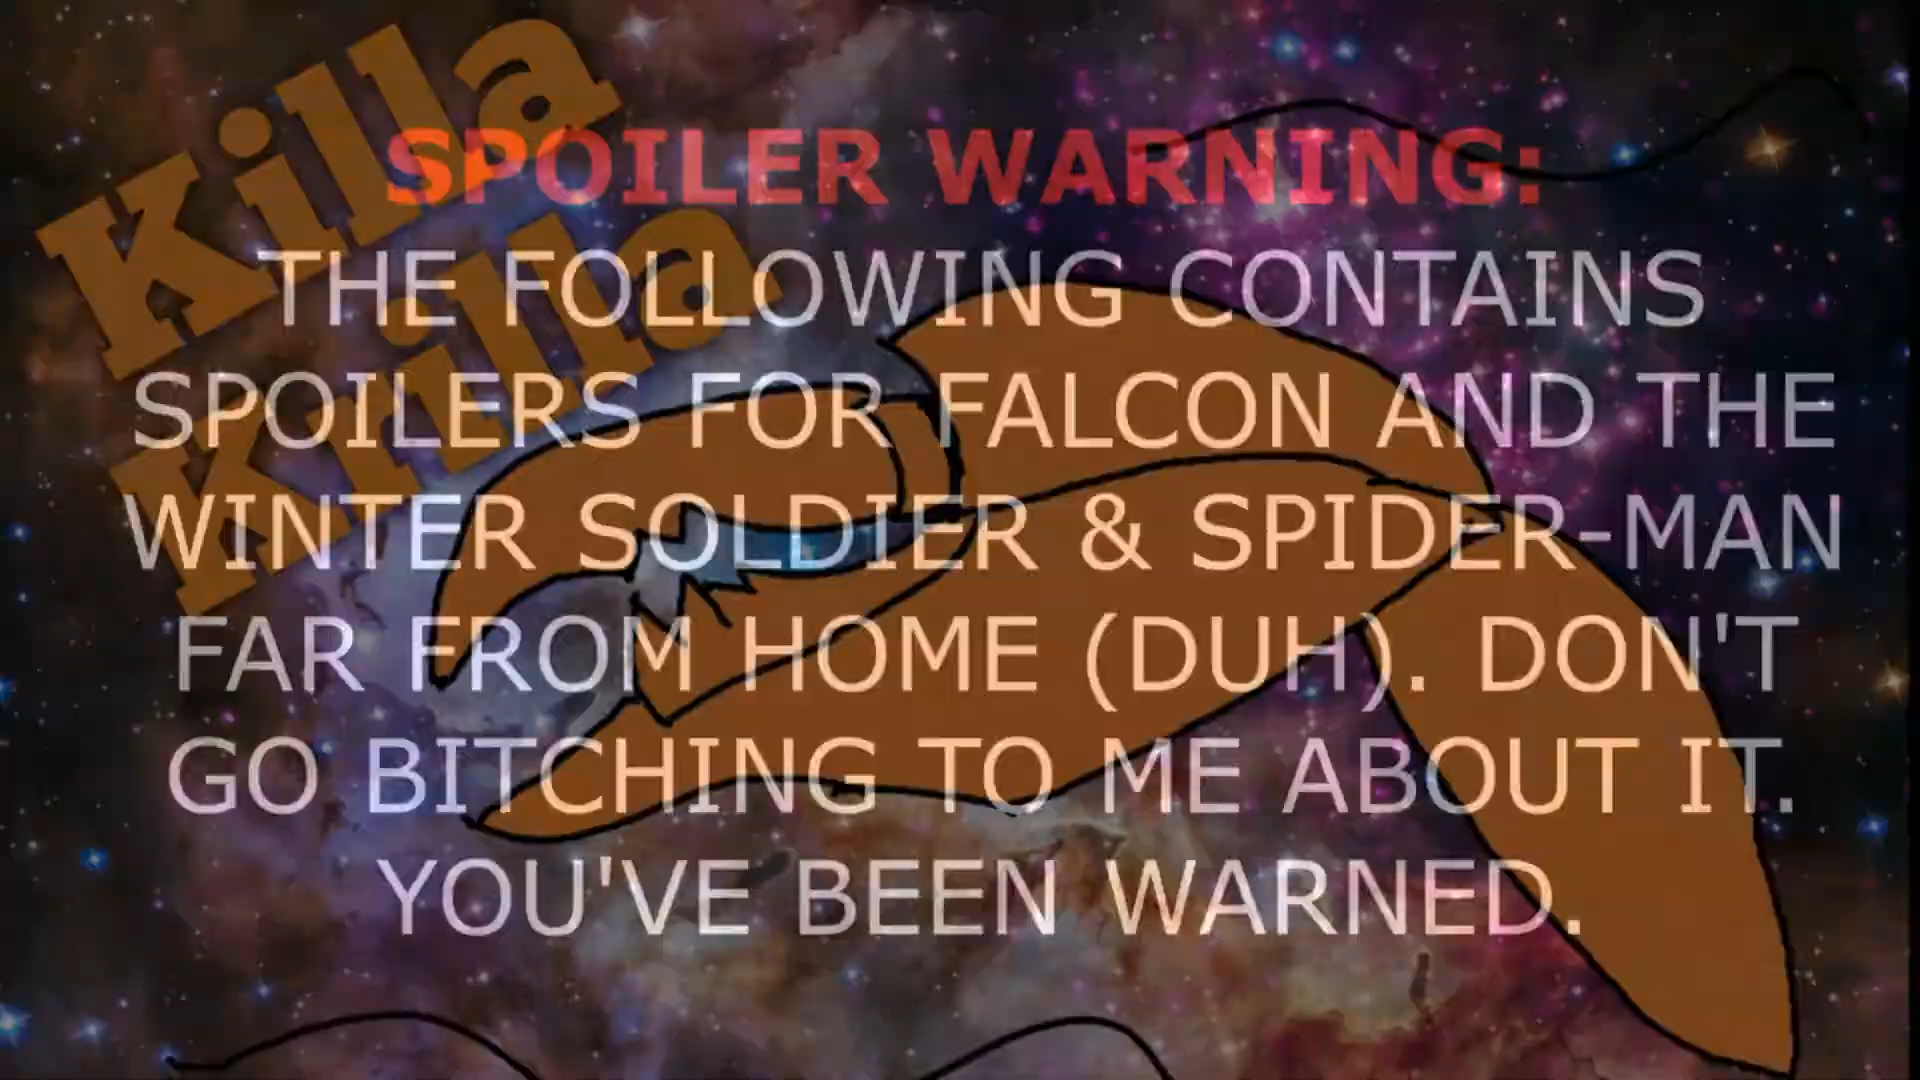 Killa
Krilla
SPOILER WARNING:
THE FOLLOWING CONTAINS
SPOILERS FOR FALCON AND THE
WINTER SOLDIER & SPIDER-MAN
FAR FROM HOME (DUH). DON'T
GO BITCHING TO ME ABOUT IT.
YOU'VE BEEN WARNED.